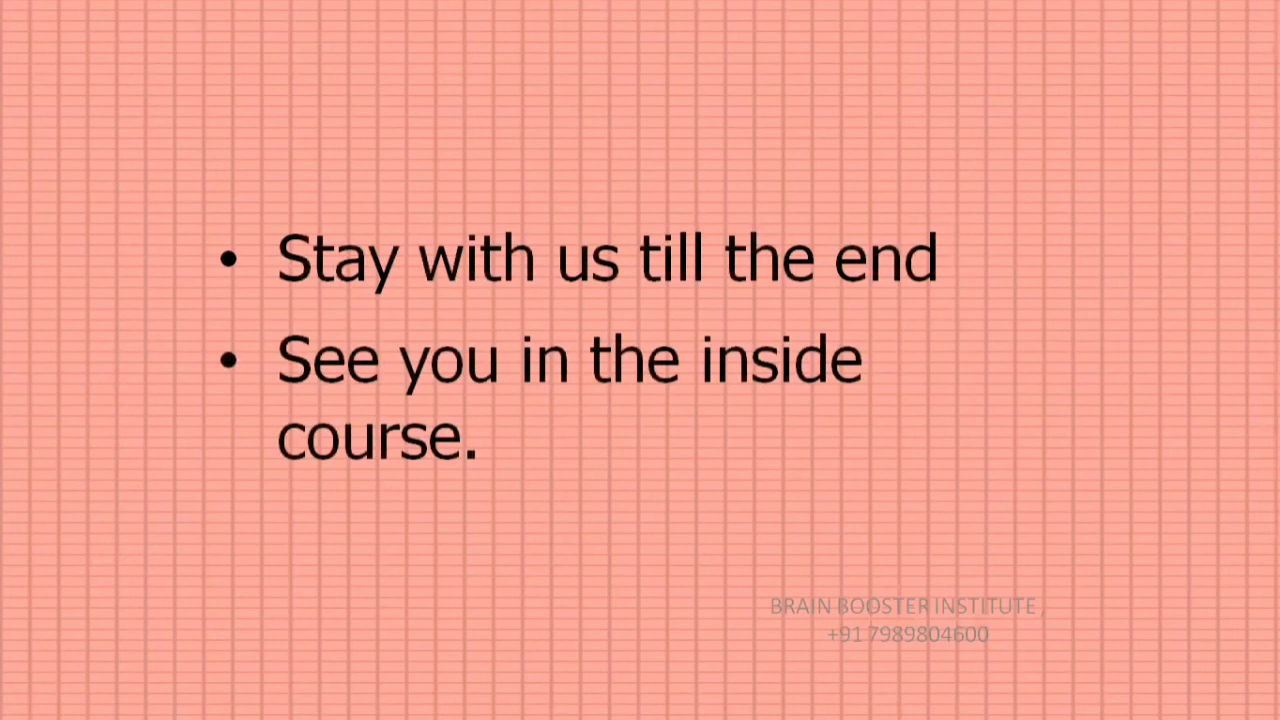 • Stay with us till the end
• See you in the inside
course.
BRAIN BOOSTER INSTITUTE ,
+91 7989804600